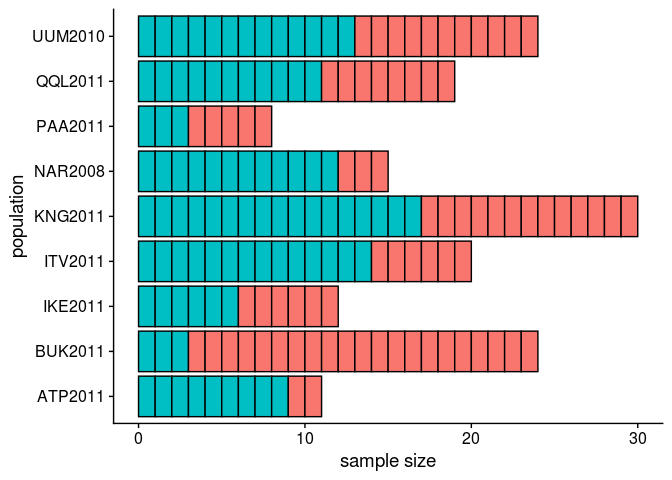 UUM2010
QQL2011
PAA2011
NAR2008
KNG2011
ITV2011
IKE2011
BUK2011
ATP2011
population
0 10 20 30
sample size